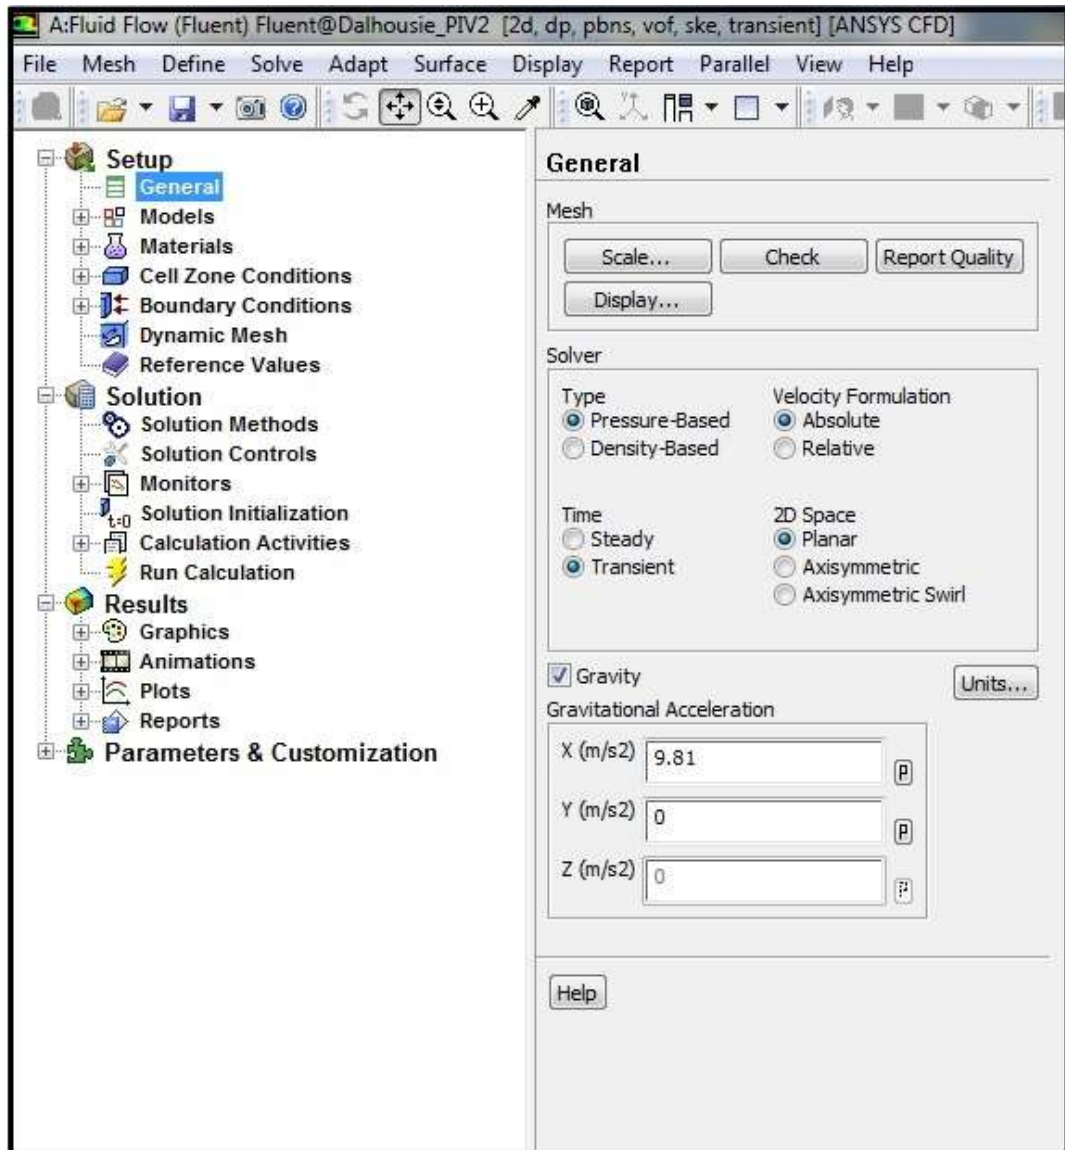 A:Fluid Flow (Fluent) Fluent@Dalhousie_PIV2 [2d, dp, pbns, vof, ske, transient] [ANSYS CFD]
File Mesh Define Solve Adapt Surface Display Report Parallel View Help
Setup
General
Models
Materials
Cell Zone Conditions
Boundary Conditions
Dynamic Mesh
Reference Values
Solution
Solution Methods
Solution Controls
Monitors
t=0 Solution Initialization
Calculation Activities
Run Calculation
Results
Graphics
Animations
Plots
Reports
Parameters & Customization
General
Mesh
Scale... Check Report Quality
Display...
Solver
Type Velocity Formulation
Pressure-Based Absolute
Density-Based Relative
Time 2D Space
Steady Planar
Transient Axisymmetric
Axisymmetric Swirl
Gravity Units...
Gravitational Acceleration
X (m/s2) 9.81 P
Y (m/s2) 0 P
Z (m/s2) 0 P
Help